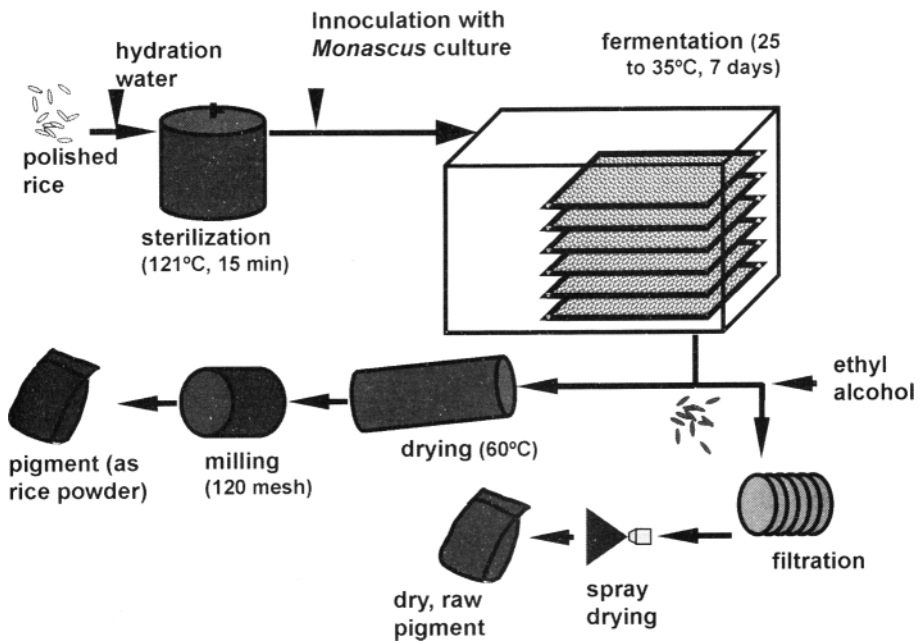 hydration
water
Innoculation with
Monascus culture
fermentation (25
to 35ºC, 7 days)
polished
rice
sterilization
(121ºC, 15 min)
ethyl
alcohol
drying (60ºC)
milling
(120 mesh)
pigment (as
rice powder)
filtration
spray
drying
dry, raw
pigment